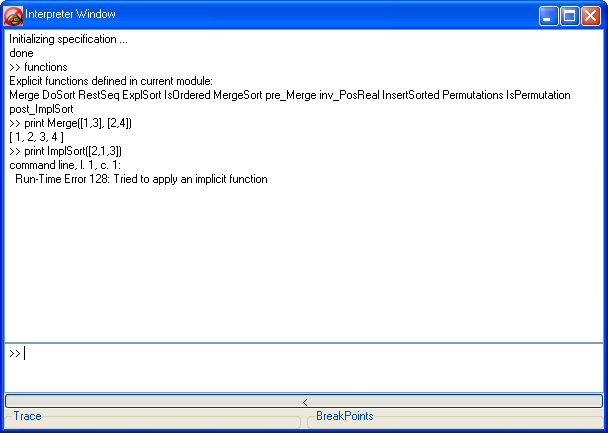 Interpreter Window
Initializing specification ...
done
>> functions
Explicit functions defined in current module:
Merge DoSort RestSeq ExplSort IsOrdered MergeSort pre_Merge inv_PosReal InsertSorted Permutations IsPermutation
post_ImplSort
>> print Merge([1,3], [2,4])
[ 1, 2, 3, 4 ]
>> print ImplSort([2,1,3])
command line, l. 1, c. 1:
Run-Time Error 128: Tried to apply an implicit function
>>
<
Trace BreakPoints